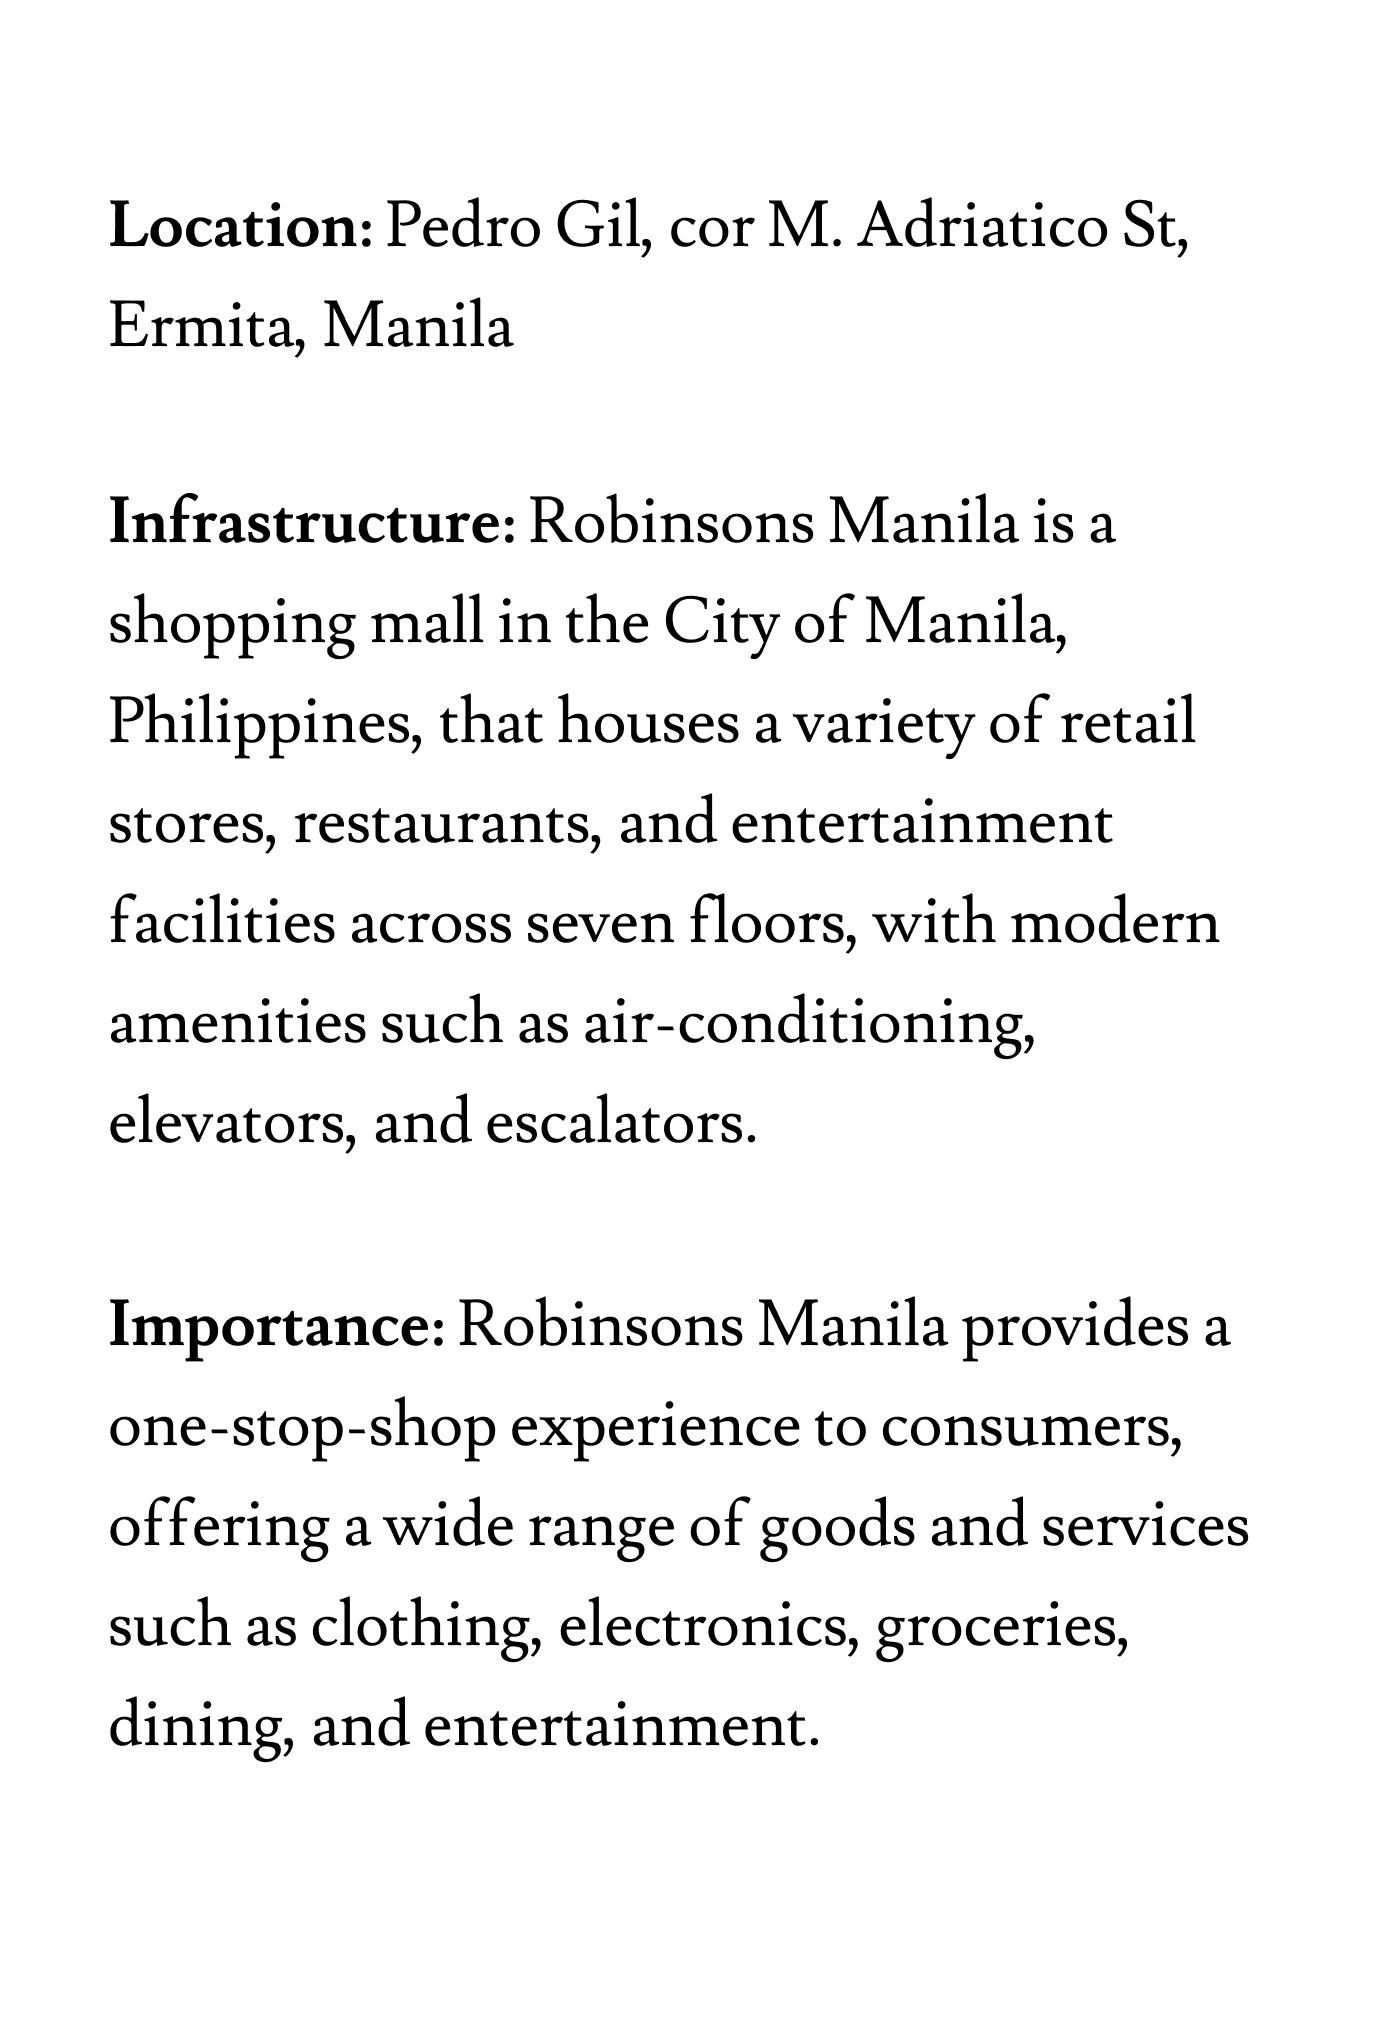 Location: Pedro Gil, cor M. Adriatico St,
Ermita, Manila
Infrastructure: Robinsons Manila is a
shopping mall in the City of Manila,
Philippines, that houses a variety of retail
stores, restaurants, and entertainment
facilities across seven floors, with modern
amenities such as air-conditioning,
elevators, and escalators.
Importance: Robinsons Manila provides a
one-stop-shop experience to consumers,
offering a wide range of goods and services
such as clothing, electronics, groceries,
dining, and entertainment.